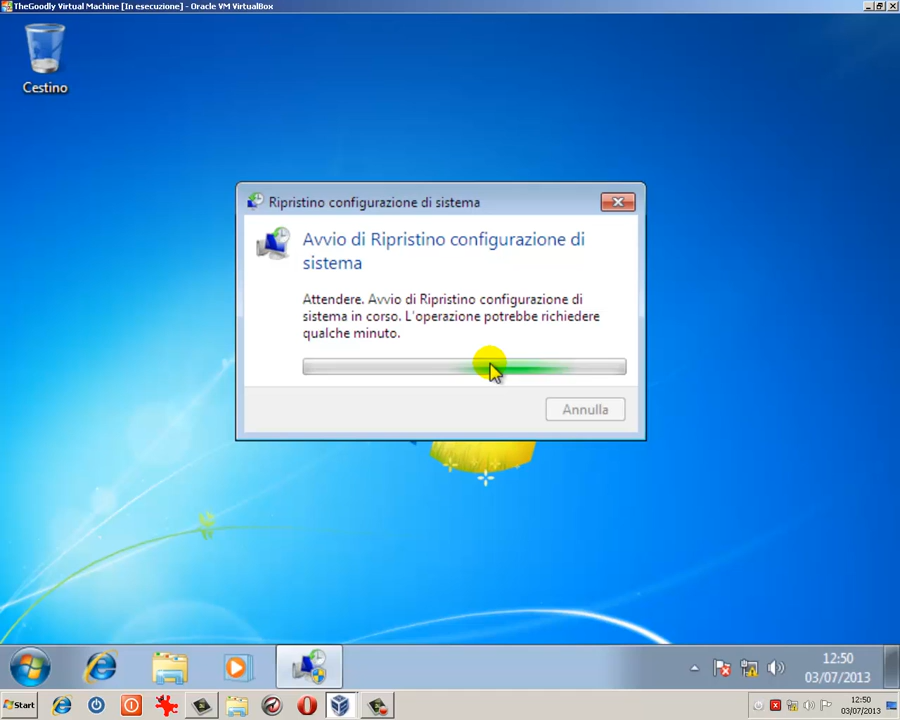 TheGoodly Virtual Machine [In esecuzione] - Oracle VM VirtualBox
Cestino
Ripristino configurazione di sistema
Avvio di Ripristino configurazione di
sistema
Attendere. Avvio di Ripristino configurazione di
sistema in corso. L'operazione potrebbe richiedere
qualche minuto.
Annulla
12:50
03/07/2013
Start
12:50
03/07/2013